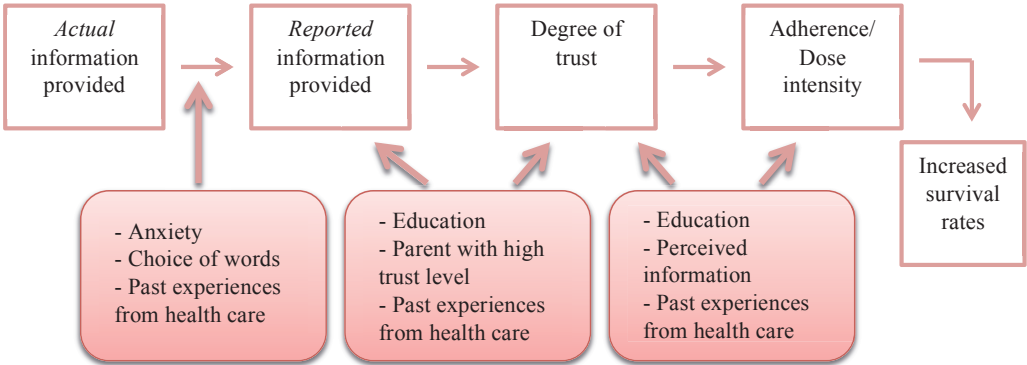 Actual
information
provided
Reported
information
provided
Degree of
trust
Adherence/
Dose
intensity
Increased
survival
rates
- Anxiety
- Choice of words
- Past experiences
from health care
- Education
- Parent with high
trust level
- Past experiences
from health care
- Education
- Perceived
information
- Past experiences
from health care